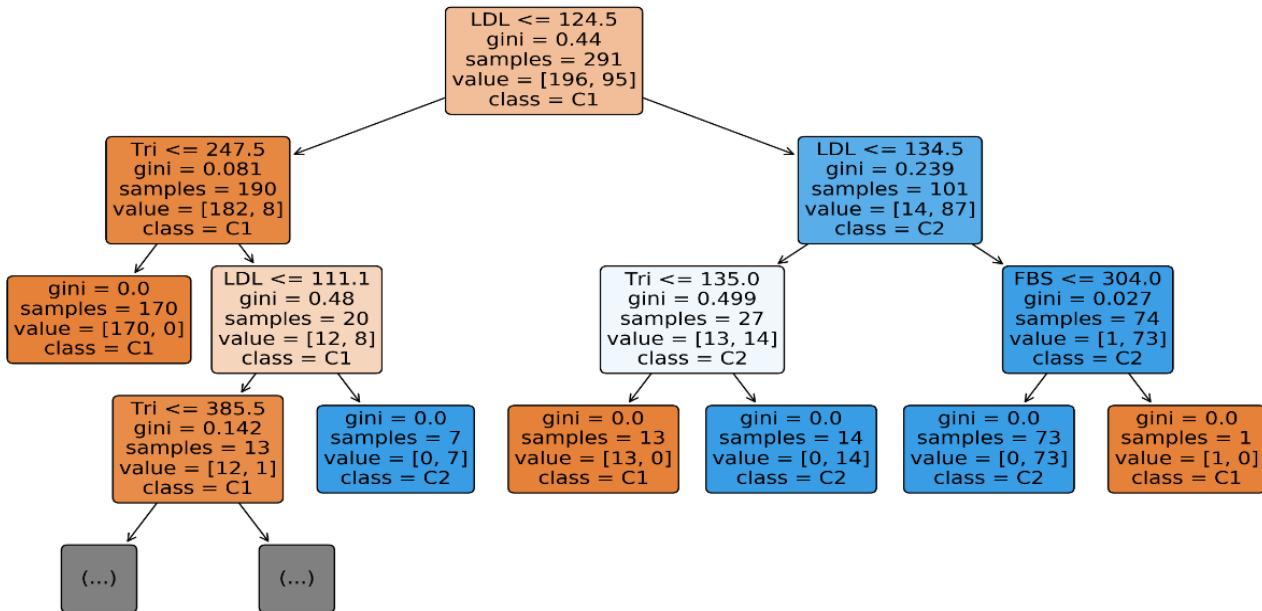 LDL <= 124.5
gini = 0.44
samples = 291
value = [196, 95]
class = C1
Tri <= 247.5
gini = 0.081
samples = 190
value = [182, 8]
class = C1
LDL <= 134.5
gini = 0.239
samples = 101
value = [14, 87]
class = C2
gini = 0.0
samples = 170
value = [170, 0]
class = C1
LDL <= 111.1
gini = 0.48
samples = 20
value = [12, 8]
class = C1
Tri <= 135.0
gini = 0.499
samples = 27
value = [13, 14]
class = C2
FBS <= 304.0
gini = 0.027
samples = 74
value = [1, 73]
class = C2
Tri <= 385.5
gini = 0.142
samples = 13
value = [12, 1]
class = C1
gini = 0.0
samples = 7
value = [0, 7]
class = C2
gini = 0.0
samples = 13
value = [13, 0]
class = C1
gini = 0.0
samples = 14
value = [0, 14]
class = C2
gini = 0.0
samples = 73
value = [0, 73]
class = C2
gini = 0.0
samples = 1
value = [1, 0]
class = C1
(...)
(...)